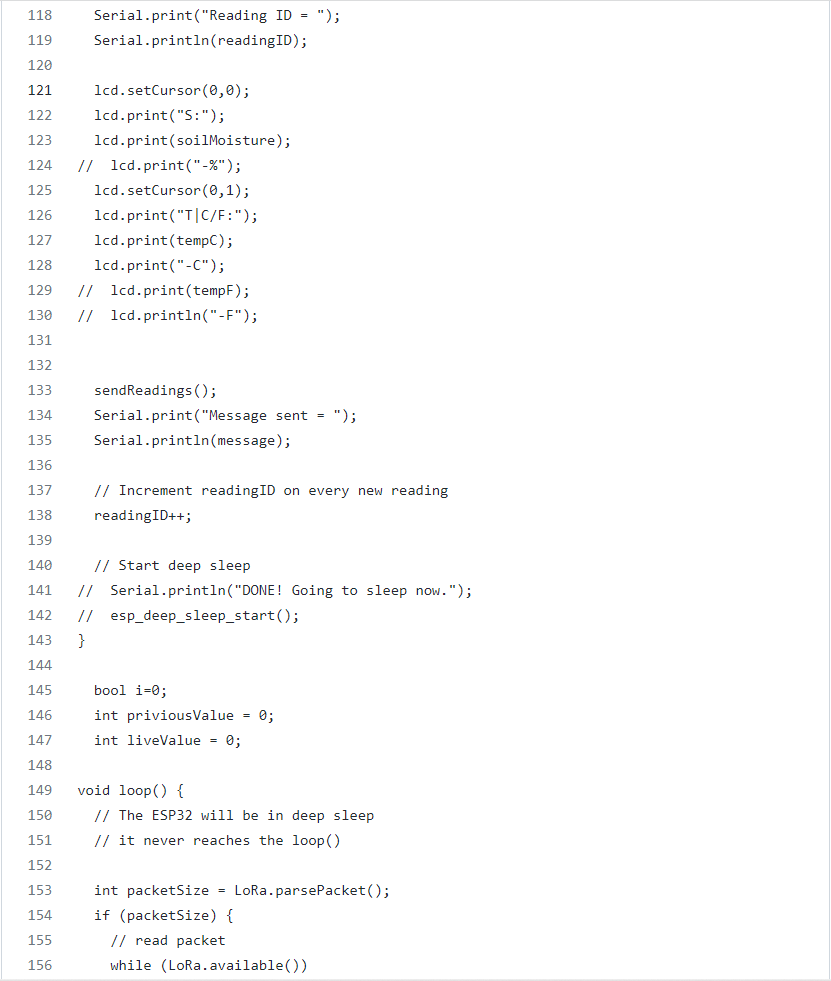 118     Serial.print("Reading ID = ");
119     Serial.println(readingID);
120
121     lcd.setCursor(0,0);
122     lcd.print("S:");
123     lcd.print(soilMoisture);
124   //  lcd.print("-%");
125     lcd.setCursor(0,1);
126     lcd.print("T|C/F:");
127     lcd.print(tempC);
128     lcd.print("-C");
129   //  lcd.print(tempF);
130   //  lcd.println("-F");
131
132
133     sendReadings();
134     Serial.print("Message sent = ");
135     Serial.println(message);
136
137     // Increment readingID on every new reading
138     readingID++;
139
140     // Start deep sleep
141   //  Serial.println("DONE! Going to sleep now.");
142   //  esp_deep_sleep_start();
143   }
144
145     bool i=0;
146     int priviousValue = 0;
147     int liveValue = 0;
148
149   void loop() {
150     // The ESP32 will be in deep sleep
151     // it never reaches the loop()
152
153     int packetSize = LoRa.parsePacket();
154     if (packetSize) {
155       // read packet
156       while (LoRa.available())